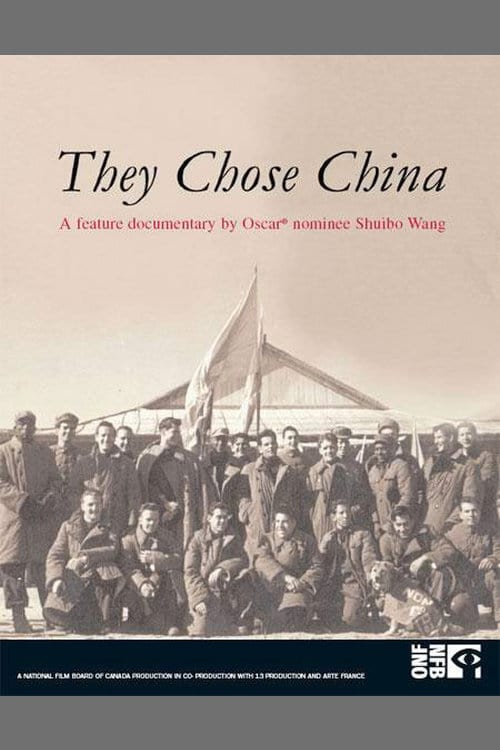 They Chose China
A feature documentary by Oscar® nominee Shuibo Wang
A NATIONAL FILM BOARD OF CANADA PRODUCTION IN CO- PRODUCTION WITH 13 PRODUCTION AND ARTE FRANCE
ONF
NFB